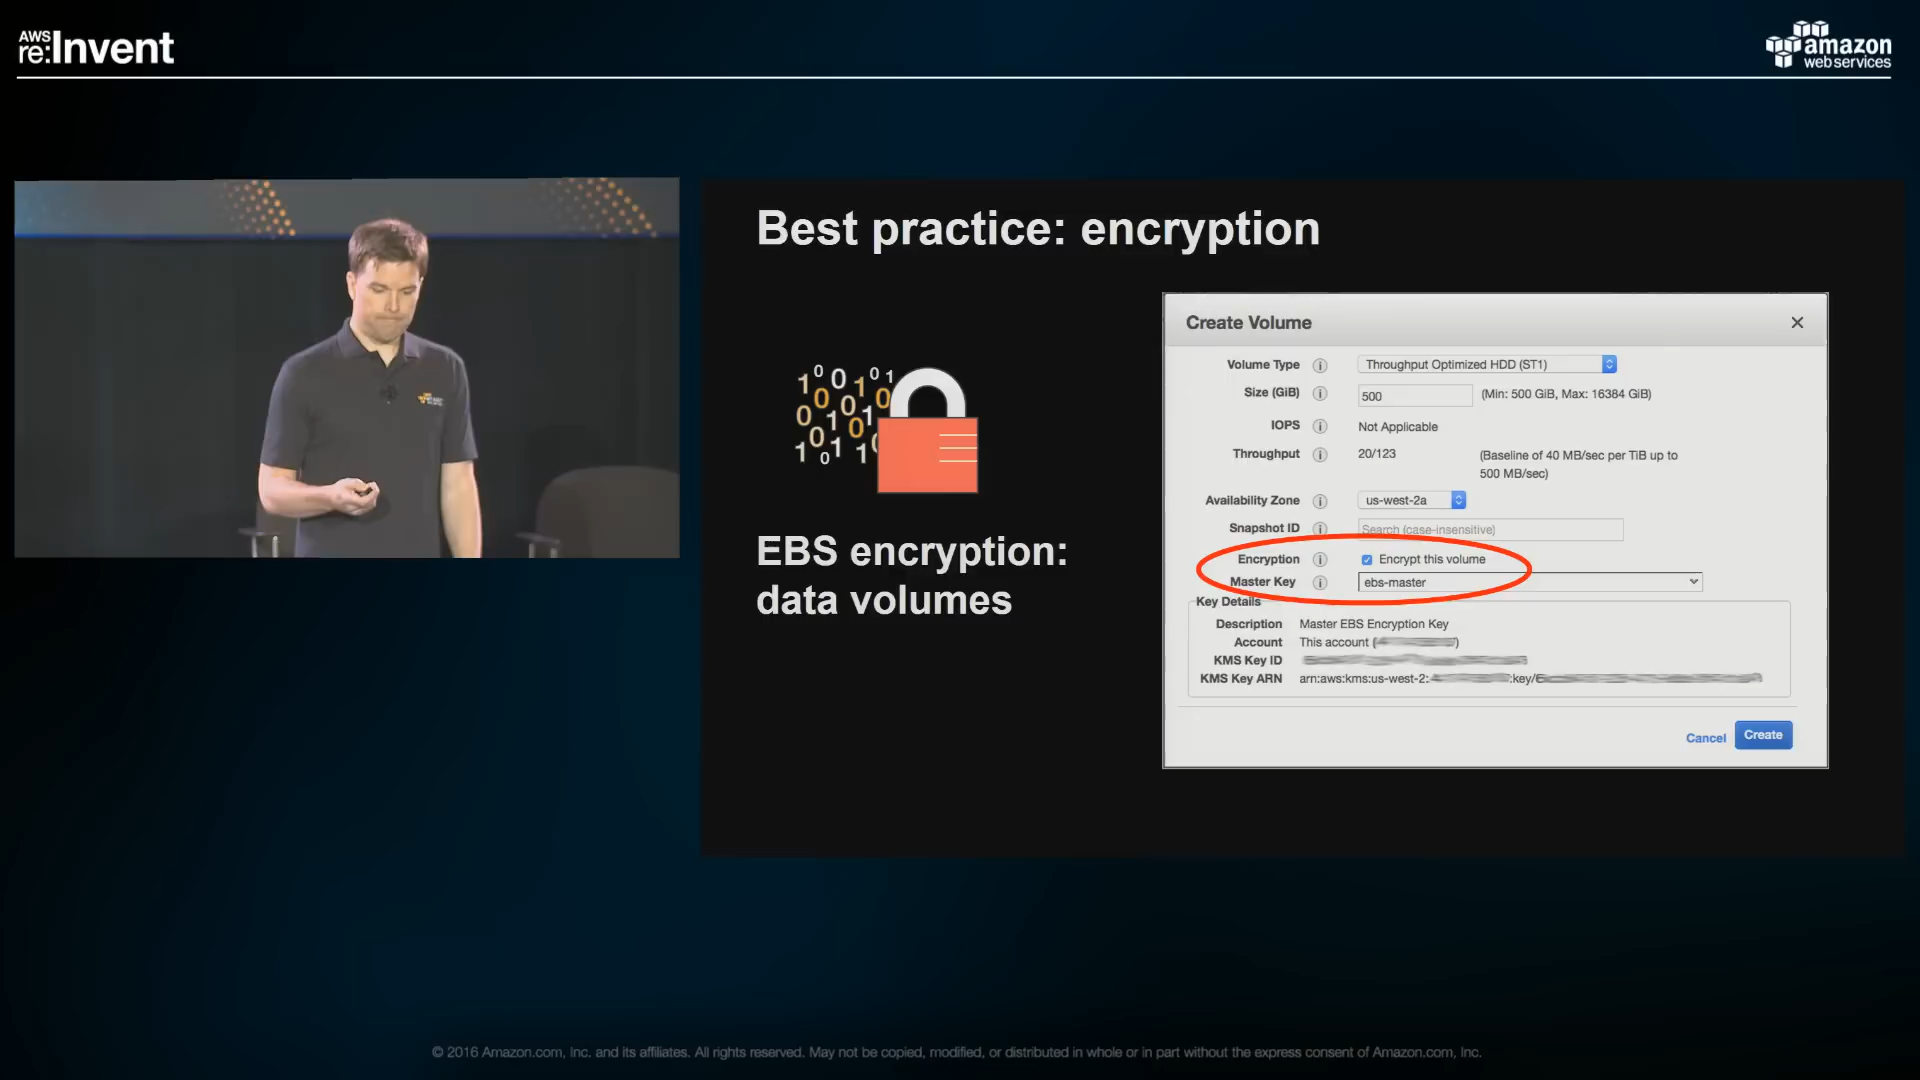 AWS
re:Invent
amazon
web services
Best practice: encryption
EBS encryption:
data volumes
Create Volume
Volume Type Throughput Optimized HDD (ST1)
Size (GiB) 500 (Min: 500 GiB, Max: 16384 GiB)
IOPS Not Applicable
Throughput 20/123 (Baseline of 40 MB/sec per TiB up to
500 MB/sec)
Availability Zone us-west-2a
Snapshot ID Search (case-insensitive)
Encryption Encrypt this volume
Master Key ebs-master
Key Details
Description Master EBS Encryption Key
Account This account ( )
KMS Key ID
KMS Key ARN arn:aws:kms:us-west-2: :key/
Cancel Create
© 2016 Amazon.com, Inc. and its affiliates. All rights reserved. May not be copied, modified, or distributed in whole or in part without the express consent of Amazon.com, Inc.